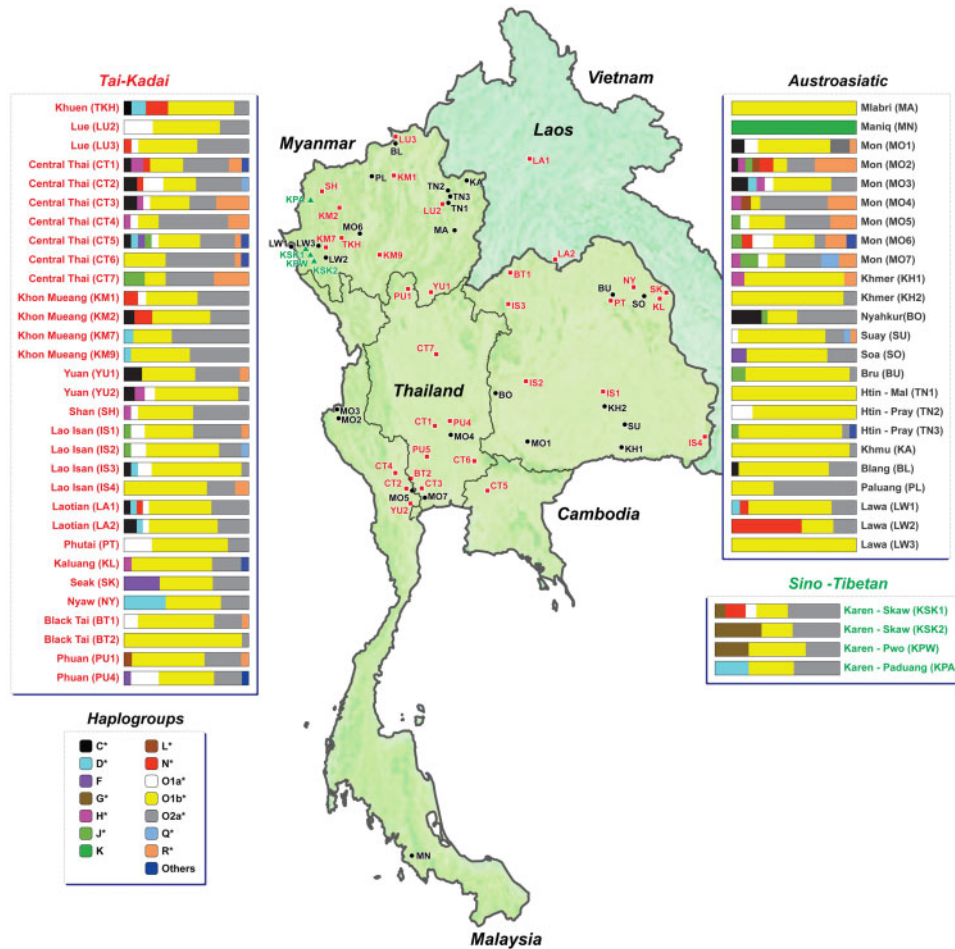 Tai-Kadai
Khuen (TKH)
Lue (LU2)
Lue (LU3)
Central Thai (CT1)
Central Thai (CT2)
Central Thai (CT3)
Central Thai (CT4)
Central Thai (CT5)
Central Thai (CT6)
Central Thai (CT7)
Khon Mueang (KM1)
Khon Mueang (KM2)
Khon Mueang (KM7)
Khon Mueang (KM9)
Yuan (YU1)
Yuan (YU2)
Shan (SH)
Lao Isan (IS1)
Lao Isan (IS2)
Lao Isan (IS3)
Lao Isan (IS4)
Laotian (LA1)
Laotian (LA2)
Phutai (PT)
Kaluang (KL)
Seak (SK)
Nyaw (NY)
Black Tai (BT1)
Black Tai (BT2)
Phuan (PU1)
Phuan (PU4)
Haplogroups
C*
D*
F
G*
H*
J*
K
L*
N*
O1a*
O1b*
O2a*
Q*
R*
Others
Vietnam
Laos
Myanmar
Thailand
Cambodia
Malaysia
LU3
BL
LA1
PL
KM1
KA
TN2
TN3
TN1
LU2
SH
KPA
KM2
MO6
MA
LW1
LW3
KM7
TKH
KSK1
KPW
LW2
KSK2
KM9
LA2
BT1
YU1
PU1
IS3
NY
SK
BU
PT
SO
KL
CT7
IS2
IS1
BO
KH2
MO3
MO2
CT1
PU4
MO4
SU
IS4
MO1
KH1
PU5
CT6
CT4
BT2
CT2
CT3
CT5
MO5
MO7
YU2
MN
Austroasiatic
Mlabri (MA)
Maniq (MN)
Mon (MO1)
Mon (MO2)
Mon (MO3)
Mon (MO4)
Mon (MO5)
Mon (MO6)
Mon (MO7)
Khmer (KH1)
Khmer (KH2)
Nyahkur(BO)
Suay (SU)
Soa (SO)
Bru (BU)
Htin - Mal (TN1)
Htin - Pray (TN2)
Htin - Pray (TN3)
Khmu (KA)
Blang (BL)
Paluang (PL)
Lawa (LW1)
Lawa (LW2)
Lawa (LW3)
Sino -Tibetan
Karen - Skaw (KSK1)
Karen - Skaw (KSK2)
Karen - Pwo (KPW)
Karen - Paduang (KPA)